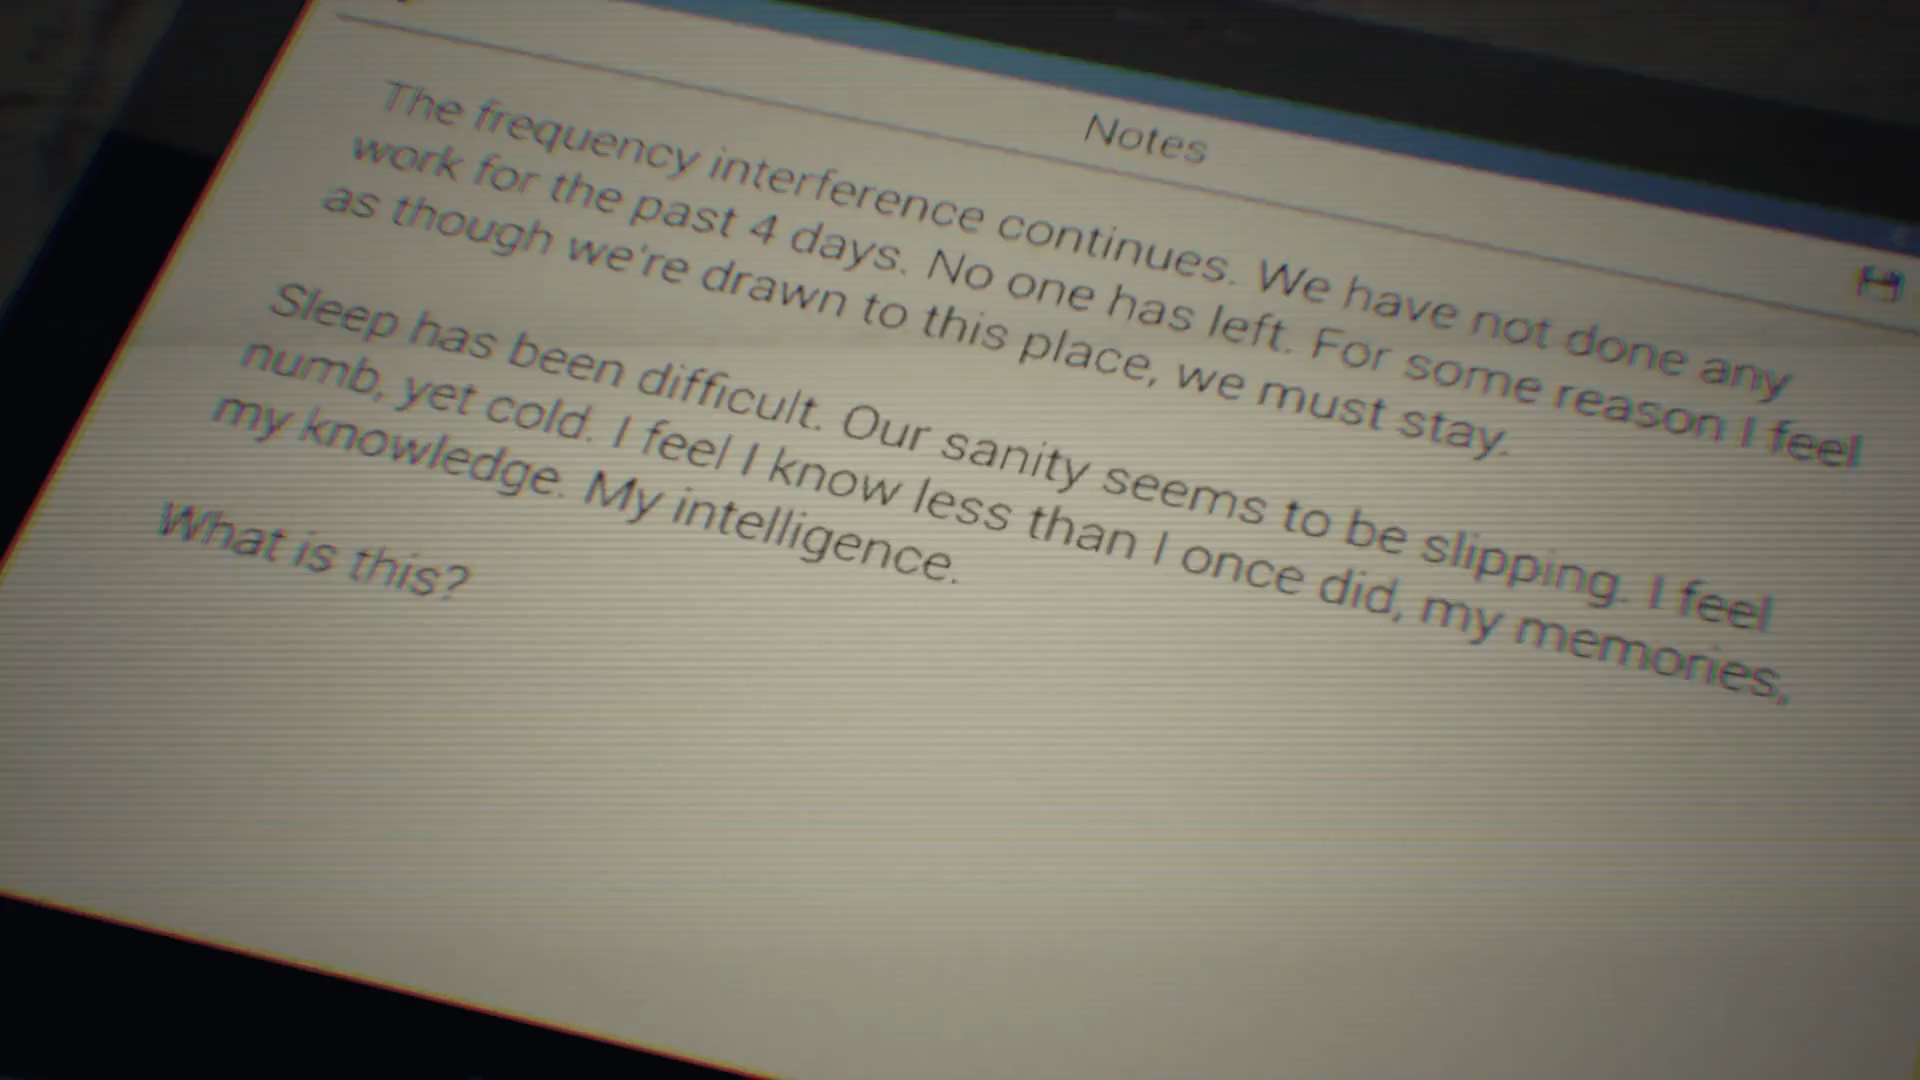 Notes
The frequency interference continues. We have not done any
work for the past 4 days. No one has left. For some reason I feel
as though we're drawn to this place, we must stay.
Sleep has been difficult. Our sanity seems to be slipping. I feel
numb, yet cold. I feel I know less than I once did, my memories,
my knowledge. My intelligence.
What is this?